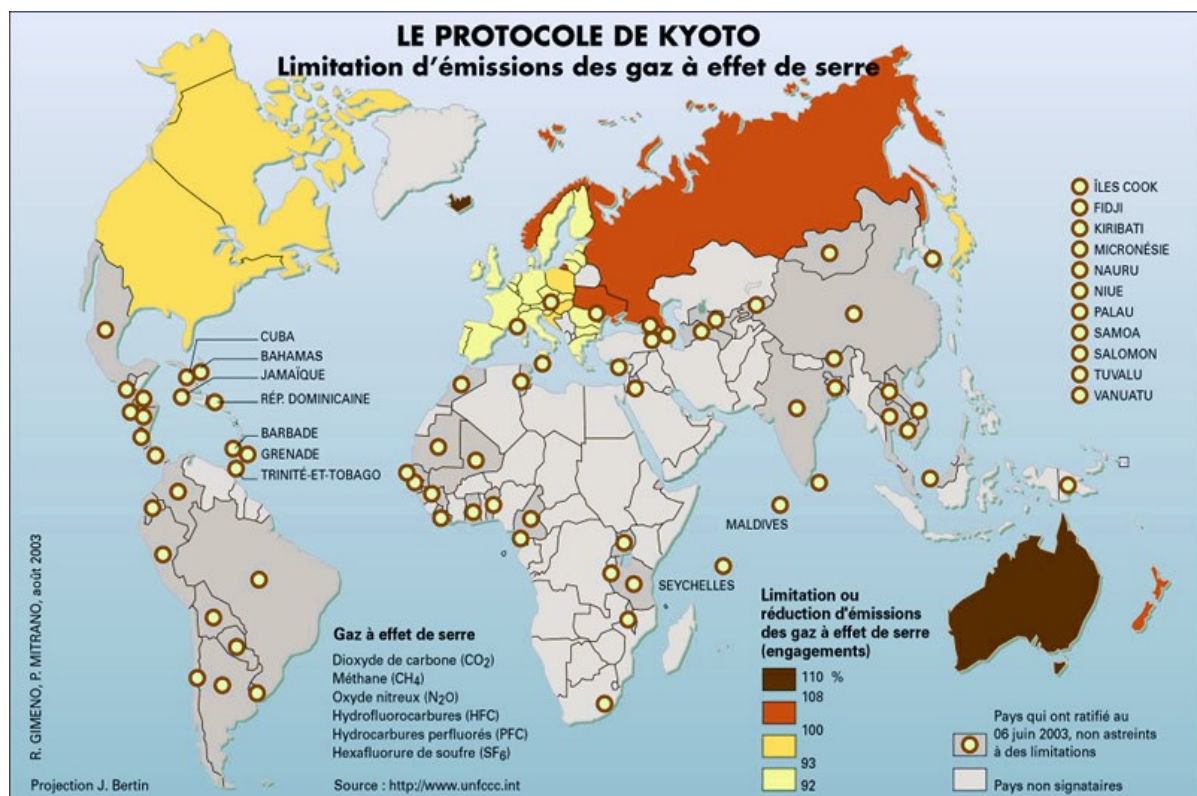 LE PROTOCOLE DE KYOTO
Limitation d'émissions des gaz à effet de serre
ÎLES COOK
FIDJI
KIRIBATI
MICRONÉSIE
NAURU
NIUE
PALAU
SAMOA
SALOMON
TUVALU
VANUATU
CUBA
BAHAMAS
JAMAÏQUE
RÉP. DOMINICAINE
BARBADE
GRENADE
TRINITÉ-ET-TOBAGO
MALDIVES
SEYCHELLES
R. GIMENO, P. MITRANO, août 2003
Gaz à effet de serre
Dioxyde de carbone (CO2)
Méthane (CH4)
Oxyde nitreux (N2O)
Hydrofluorocarbures (HFC)
Hydrocarbures perfluorés (PFC)
Hexafluorure de soufre (SF6)
Limitation ou
réduction d'émissions
des gaz à effet de serre
(engagements)
110 %
108
100
93
92
Pays qui ont ratifié au
06 juin 2003, non astreints
à des limitations
Pays non signataires
Projection J. Bertin
Source : http://www.unfccc.int